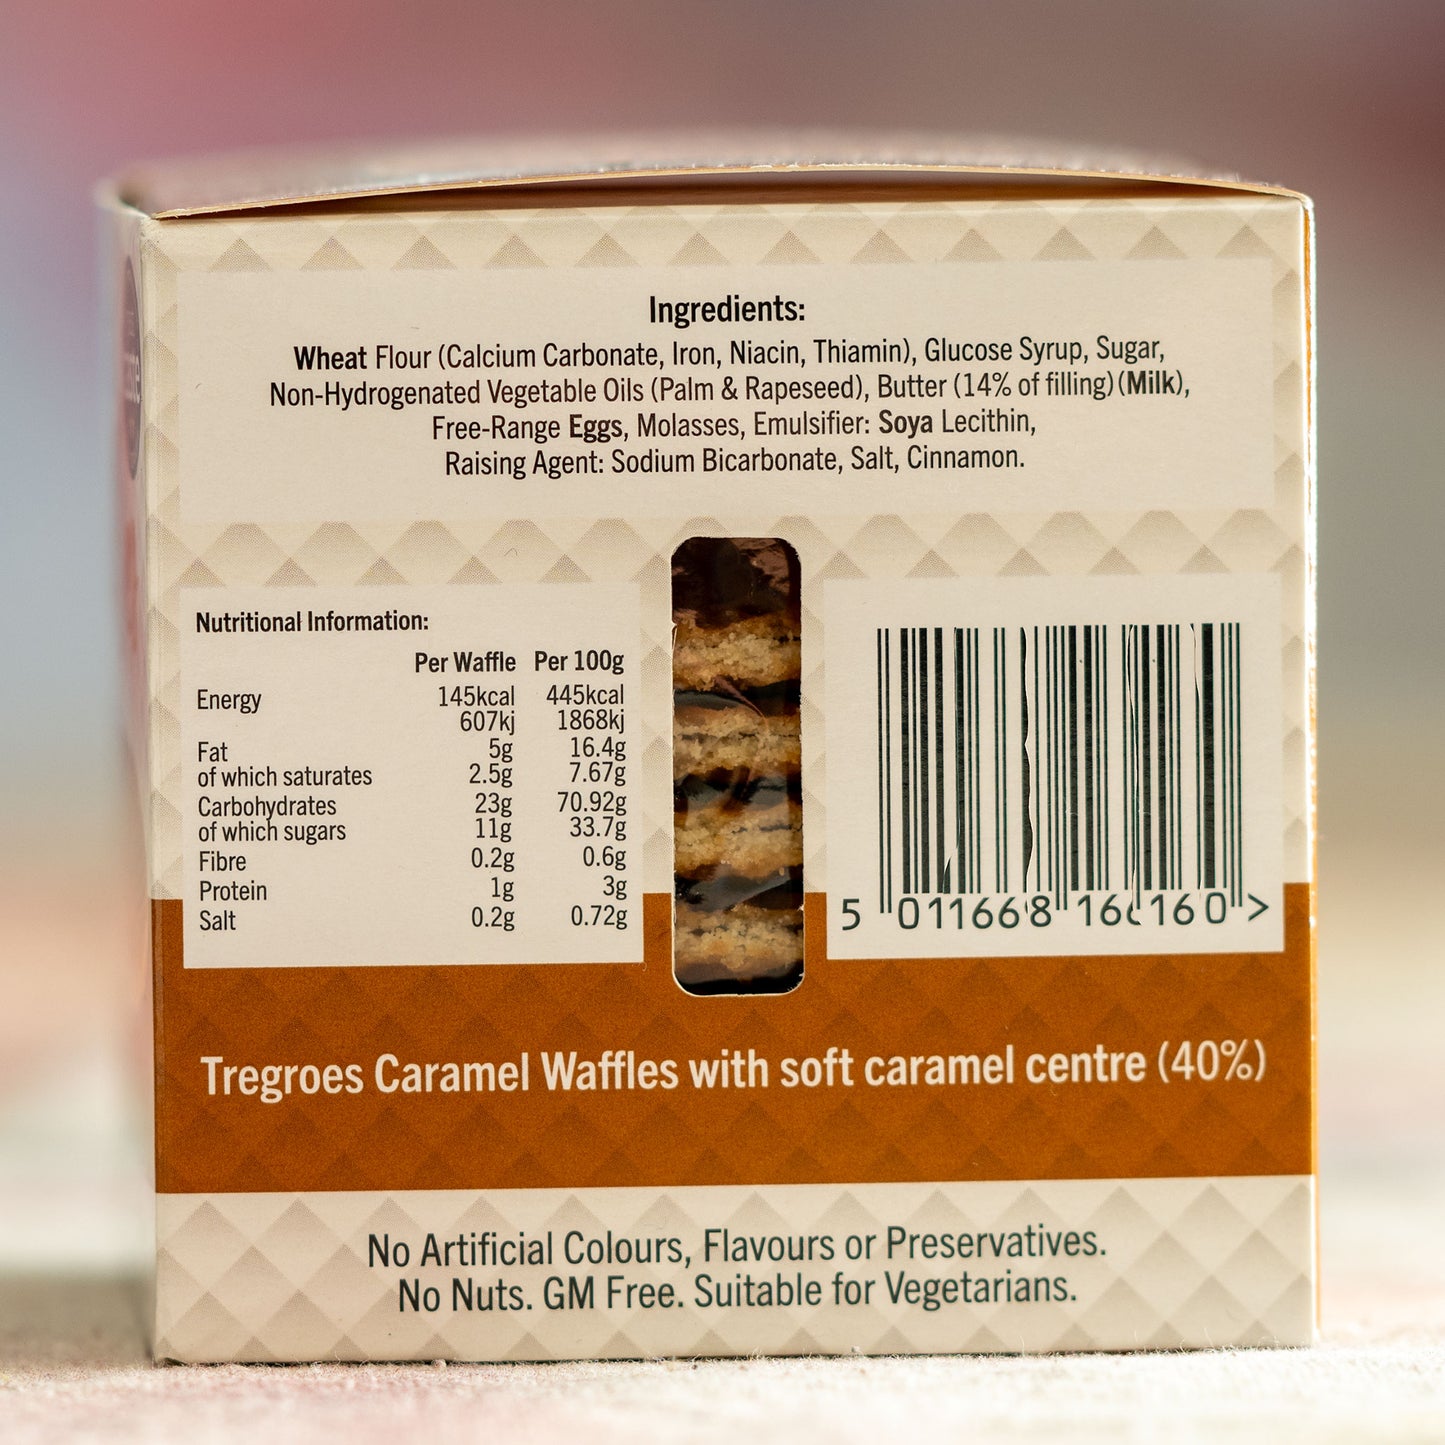 Ingredients:
Wheat Flour (Calcium Carbonate, Iron, Niacin, Thiamin), Glucose Syrup, Sugar,
Non-Hydrogenated Vegetable Oils (Palm & Rapeseed), Butter (14% of filling) (Milk),
Free-Range Eggs, Molasses, Emulsifier: Soya Lecithin,
Raising Agent: Sodium Bicarbonate, Salt, Cinnamon.
Nutritional Information:
Per Waffle Per 100g
Energy 145kcal 445kcal
607kj 1868kj
Fat 5g 16.4g
of which saturates 2.5g 7.67g
Carbohydrates 23g 70.92g
of which sugars 11g 33.7g
Fibre 0.2g 0.6g
Protein 1g 3g
Salt 0.2g 0.72g
5 011668 160 >
Tregroes Caramel Waffles with soft caramel centre (40%)
No Artificial Colours, Flavours or Preservatives.
No Nuts. GM Free. Suitable for Vegetarians.